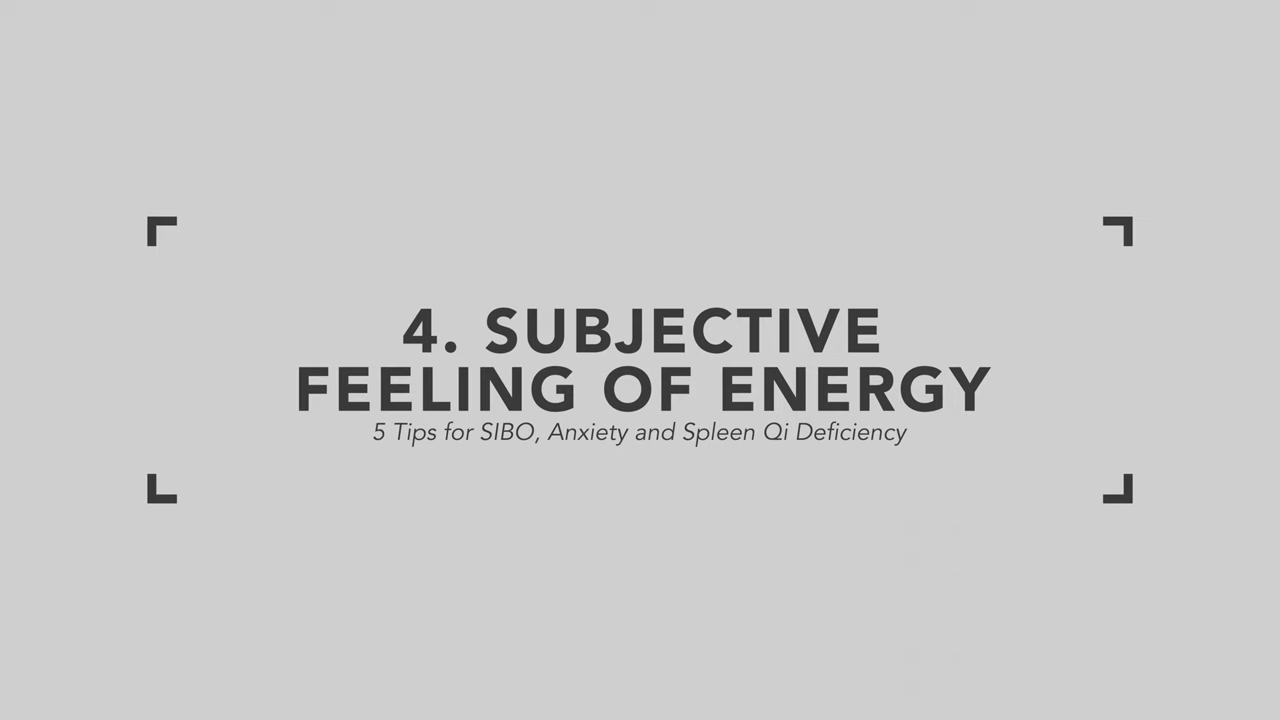 4. SUBJECTIVE
FEELING OF ENERGY
5 Tips for SIBO, Anxiety and Spleen Qi Deficiency